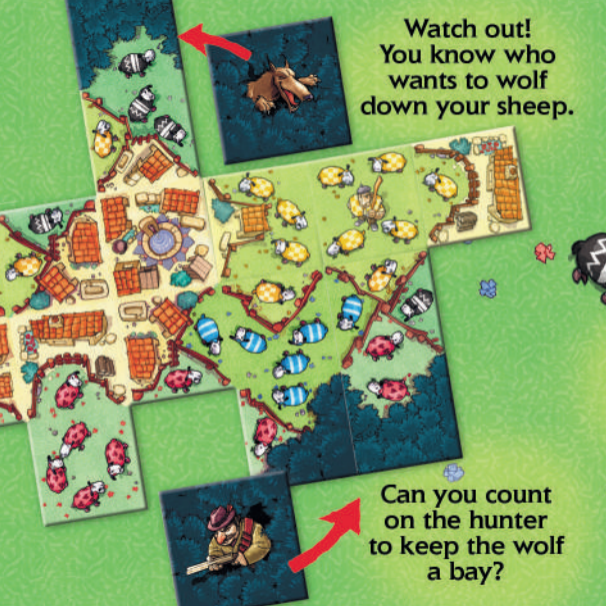 Watch out!
You know who
wants to wolf
down your sheep.
Can you count
on the hunter
to keep the wolf
a bay?